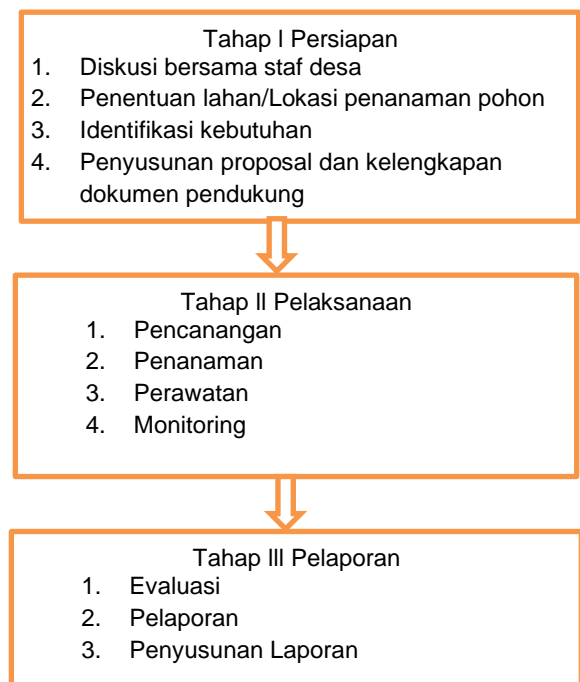 Tahap I Persiapan
1. Diskusi bersama staf desa
2. Penentuan lahan/Lokasi penanaman pohon
3. Identifikasi kebutuhan
4. Penyusunan proposal dan kelengkapan
dokumen pendukung
Tahap II Pelaksanaan
1. Pencanangan
2. Penanaman
3. Perawatan
4. Monitoring
Tahap III Pelaporan
1. Evaluasi
2. Pelaporan
3. Penyusunan Laporan